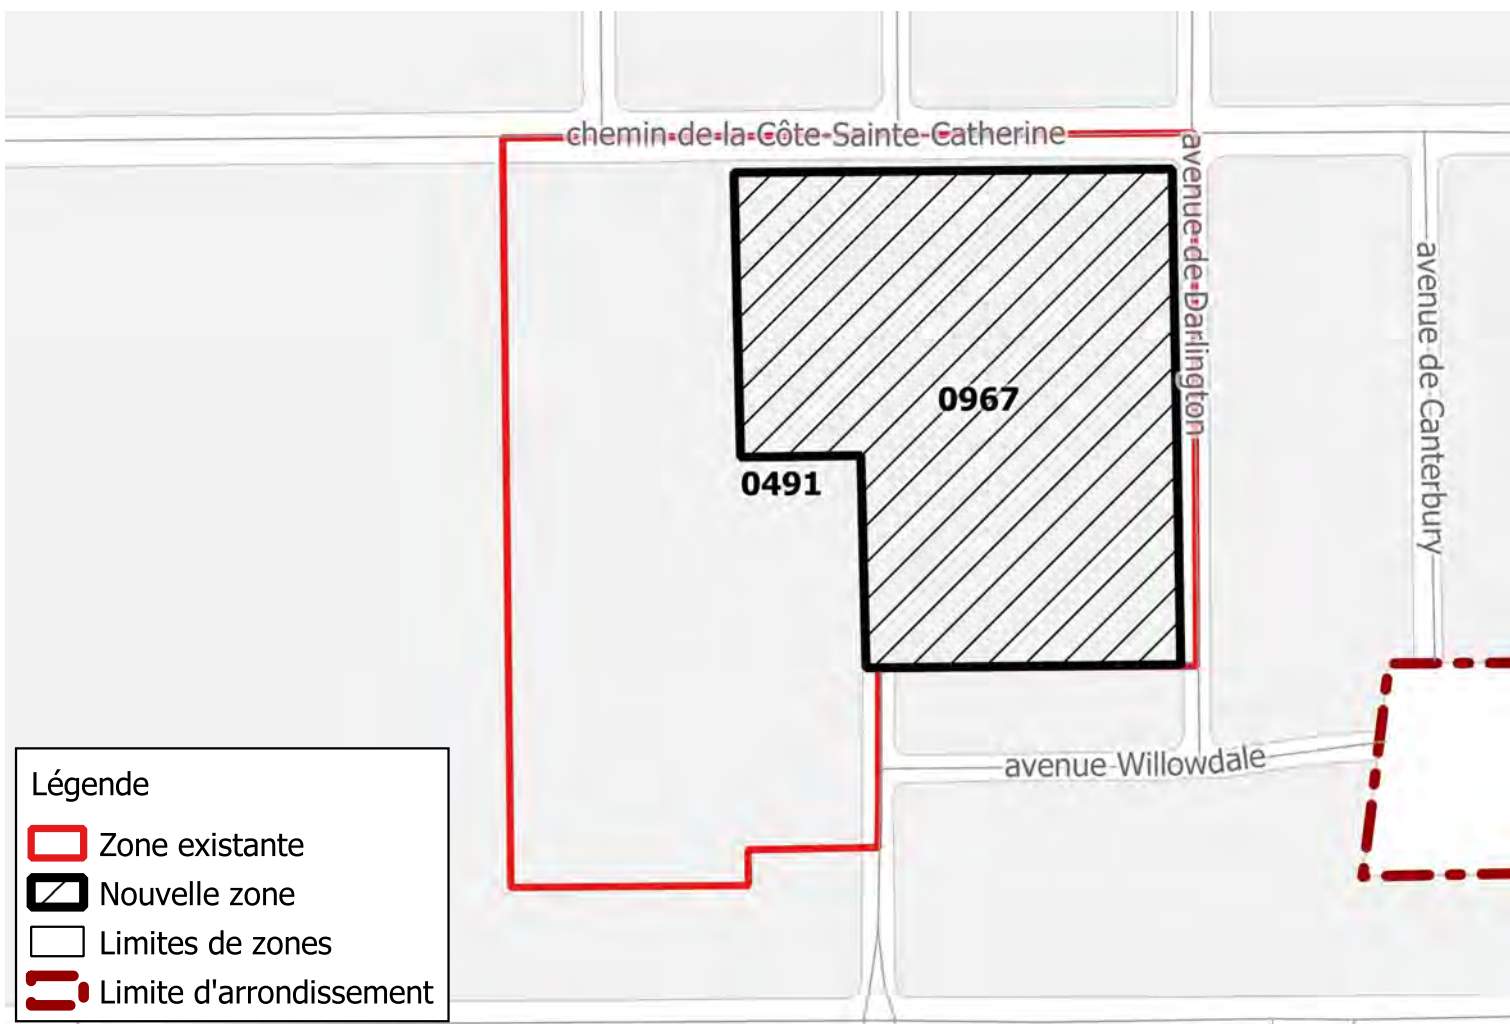 chemin de la Côte-Sainte-Catherine
avenue de Darlington
avenue de Canterbury
0967
0491
avenue Willowdale
Légende
Zone existante
Nouvelle zone
Limites de zones
Limite d'arrondissement